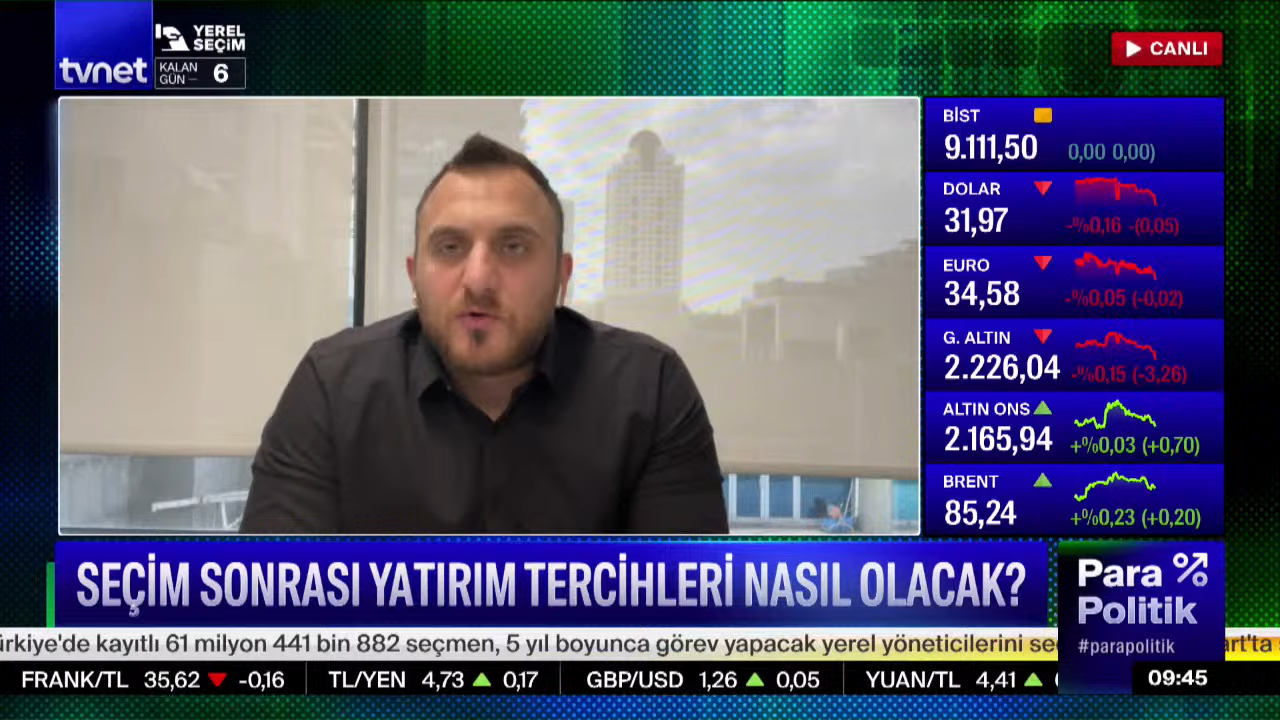 tvnet
YEREL
SEÇİM
KALAN
GÜN
6
CANLI
BİST
9.111,50 0,00 0,00)
DOLAR
31,97 -%0,16 -(0,05)
EURO
34,58 -%0,05 (-0,02)
G. ALTIN
2.226,04 -%0,15 (-3,26)
ALTIN ONS
2.165,94 +%0,03 (+0,70)
BRENT
85,24 +%0,23 (+0,20)
SEÇİM SONRASI YATIRIM TERCİHLERİ NASIL OLACAK?
Para
Politik
#parapolitik
ürkiye'de kayıtlı 61 milyon 441 bin 882 seçmen, 5 yıl boyunca görev yapacak yerel yöneticilerini se art'ta
FRANK/TL 35,62 -0,16 TL/YEN 4,73 0,17 GBP/USD 1,26 0,05 YUAN/TL 4,41
09:45